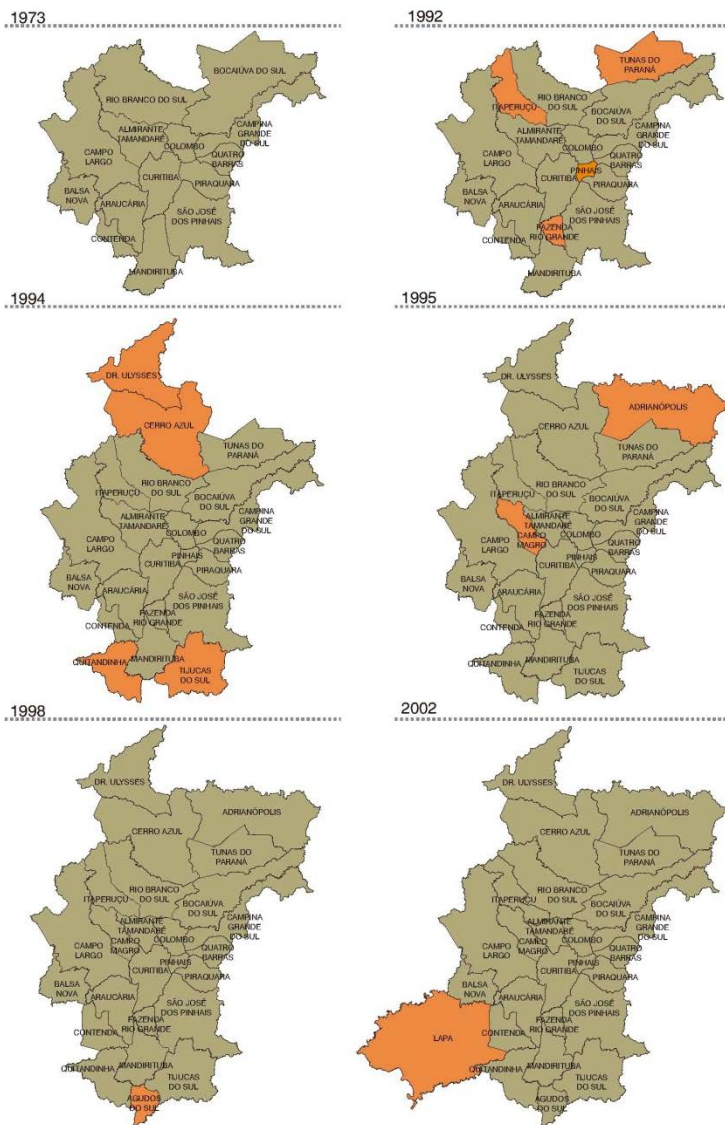 1973
BOCAIÚVA DO SUL
RIO BRANCO DO SUL
CAMPINA
GRANDE
DO SUL
ALMIRANTE
TAMANDARÉ
COLOMBO
CAMPO
LARGO
QUATRO
BARRAS
CURITIBA
PIRAQUARA
BALSA
NOVA
ARAUCÁRIA
SÃO JOSÉ
DOS PINHAIS
CONTENDA
MANDIRITUBA
1992
TUNAS DO
PARANÁ
RIO BRANCO
DO SUL
ITAPERUÇÚ
BOCAIÚVA
DO SUL
CAMPINA
GRANDE
DO SUL
ALMIRANTE
TAMANDARÉ
COLOMBO
CAMPO
LARGO
QUATRO
BARRAS
PINHAIS
CURITIBA
PIRAQUARA
BALSA
NOVA
ARAUCÁRIA
SÃO JOSÉ
DOS PINHAIS
FAZENDA
RIO GRANDE
CONTENDA
MANDIRITUBA
1994
DR. ULYSSES
CERRO AZUL
TUNAS DO
PARANÁ
RIO BRANCO
DO SUL
ITAPERUÇÚ
BOCAIÚVA
DO SUL
CAMPINA
GRANDE
DO SUL
ALMIRANTE
TAMANDARÉ
COLOMBO
CAMPO
LARGO
QUATRO
BARRAS
PINHAIS
CURITIBA
PIRAQUARA
BALSA
NOVA
ARAUCÁRIA
SÃO JOSÉ
DOS PINHAIS
FAZENDA
RIO GRANDE
CONTENDA
QUITANDINHA
MANDIRITUBA
TIJUCAS
DO SUL
1995
DR. ULYSSES
ADRIANÓPOLIS
CERRO AZUL
TUNAS DO
PARANÁ
RIO BRANCO
DO SUL
ITAPERUÇÚ
BOCAIÚVA
DO SUL
CAMPINA
GRANDE
DO SUL
ALMIRANTE
TAMANDARÉ
COLOMBO
CAMPO
MAGRO
CAMPO
LARGO
QUATRO
BARRAS
PINHAIS
CURITIBA
PIRAQUARA
BALSA
NOVA
ARAUCÁRIA
SÃO JOSÉ
DOS PINHAIS
FAZENDA
RIO GRANDE
CONTENDA
QUITANDINHA
MANDIRITUBA
TIJUCAS
DO SUL
1998
DR. ULYSSES
ADRIANÓPOLIS
CERRO AZUL
TUNAS DO
PARANÁ
RIO BRANCO
DO SUL
ITAPERUÇÚ
BOCAIÚVA
DO SUL
CAMPINA
GRANDE
DO SUL
ALMIRANTE
TAMANDARÉ
CAMPO
MAGRO
COLOMBO
CAMPO
LARGO
QUATRO
BARRAS
PINHAIS
CURITIBA
PIRAQUARA
BALSA
NOVA
ARAUCÁRIA
SÃO JOSÉ
DOS PINHAIS
FAZENDA
RIO GRANDE
CONTENDA
QUITANDINHA
MANDIRITUBA
TIJUCAS
DO SUL
AGUDOS
DO SUL
2002
DR. ULYSSES
ADRIANÓPOLIS
CERRO AZUL
TUNAS DO
PARANÁ
RIO BRANCO
DO SUL
ITAPERUÇÚ
BOCAIÚVA
DO SUL
CAMPINA
GRANDE
DO SUL
ALMIRANTE
TAMANDARÉ
CAMPO
MAGRO
COLOMBO
CAMPO
LARGO
QUATRO
BARRAS
PINHAIS
CURITIBA
PIRAQUARA
BALSA
NOVA
ARAUCÁRIA
SÃO JOSÉ
DOS PINHAIS
LAPA
FAZENDA
RIO GRANDE
CONTENDA
QUITANDINHA
MANDIRITUBA
TIJUCAS
DO SUL
AGUDOS
DO SUL